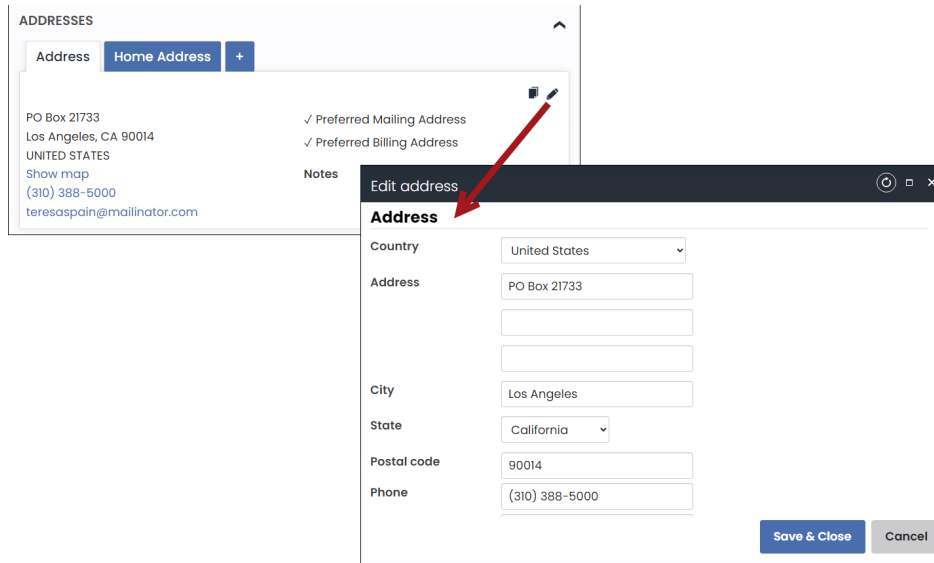 ADDRESSES
Address Home Address +
PO Box 21733
Los Angeles, CA 90014
UNITED STATES
Show map
(310) 388-5000
teresaspain@mailinator.com
✓ Preferred Mailing Address
✓ Preferred Billing Address
Notes
Edit address
Address
Country United States
Address PO Box 21733
City Los Angeles
State California
Postal code 90014
Phone (310) 388-5000
Save & Close Cancel